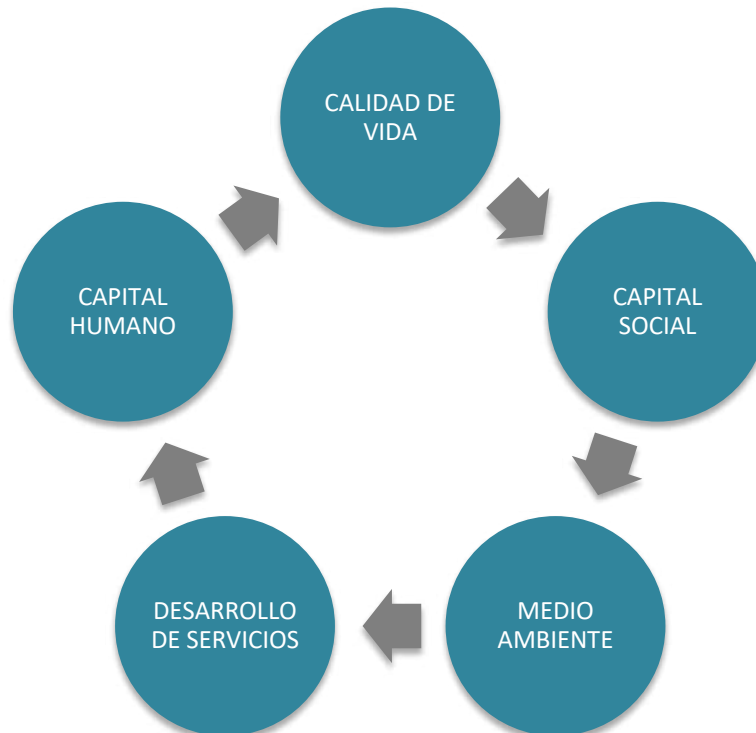 CALIDAD DE
VIDA
CAPITAL
SOCIAL
MEDIO
AMBIENTE
DESARROLLO
DE SERVICIOS
CAPITAL
HUMANO